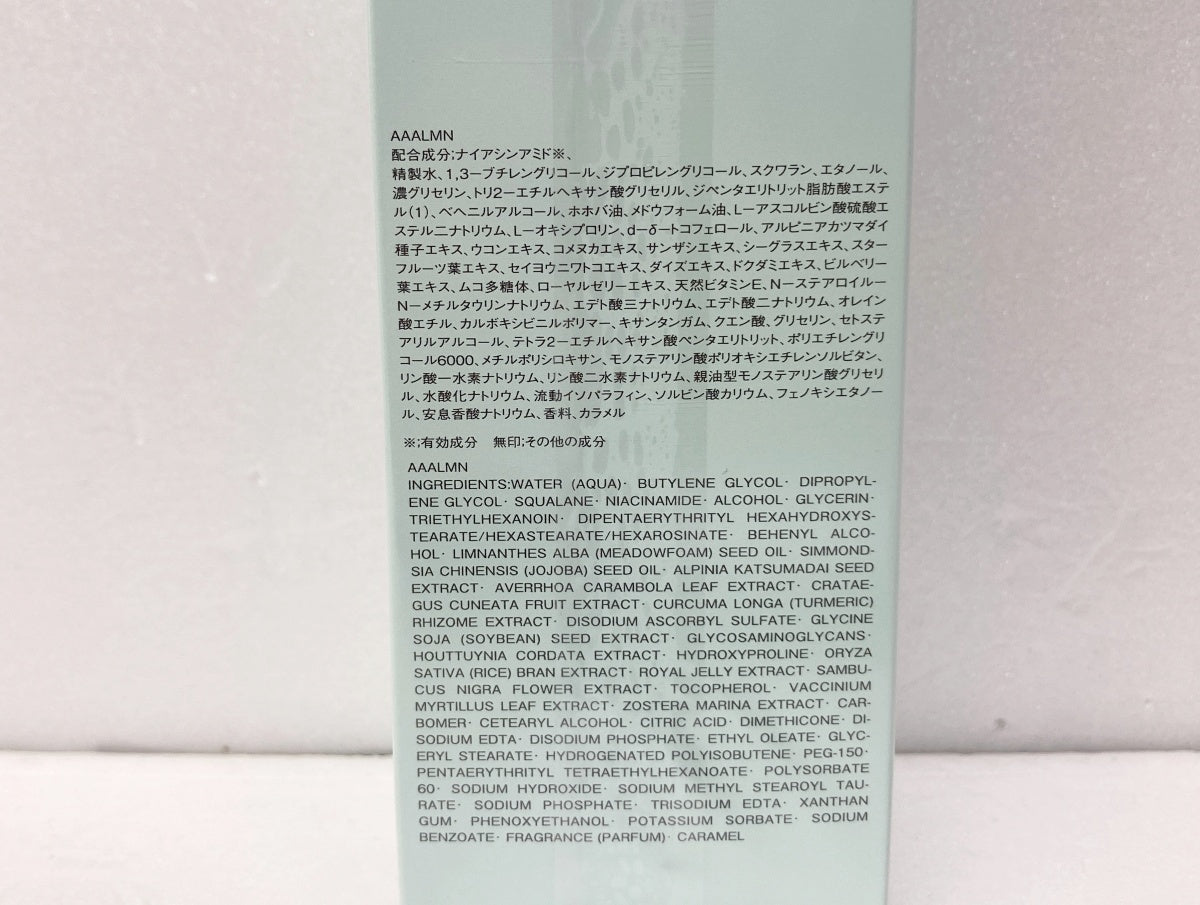 AAALMN
配合成分;ナイアシンアミド※、
精製水、1,3ーブチレングリコール、ジプロピレングリコール、スクワラン、エタノール、
濃グリセリン、トリ2ーエチルヘキサン酸グリセリル、ジペンタエリトリット脂肪酸エステ
ル(1)、ベヘニルアルコール、ホホバ油、メドウフォーム油、Lーアスコルビン酸硫酸エ
ステル二ナトリウム、Lーオキシプロリン、dーδートコフェロール、アルピニアカツマダイ
種子エキス、ウコンエキス、コメヌカエキス、サンザシエキス、シーグラスエキス、スター
フルーツ葉エキス、セイヨウニワトコエキス、ダイズエキス、ドクダミエキス、ビルベリー
葉エキス、ムコ多糖体、ローヤルゼリーエキス、天然ビタミンE、Nーステアロイルー
Nーメチルタウリンナトリウム、エデト酸三ナトリウム、エデト酸二ナトリウム、オレイン
酸エチル、カルボキシビニルポリマー、キサンタンガム、クエン酸、グリセリン、セトステ
アリルアルコール、テトラ2ーエチルヘキサン酸ペンタエリトリット、ポリエチレングリ
コール6000、メチルポリシロキサン、モノステアリン酸ポリオキシエチレンソルビタン、
リン酸一水素ナトリウム、リン酸二水素ナトリウム、親油型モノステアリン酸グリセリ
ル、水酸化ナトリウム、流動イソパラフィン、ソルビン酸カリウム、フェノキシエタノー
ル、安息香酸ナトリウム、香料、カラメル
※;有効成分 無印;その他の成分
AAALMN
INGREDIENTS:WATER (AQUA)· BUTYLENE GLYCOL· DIPROPYL-
ENE GLYCOL· SQUALANE· NIACINAMIDE· ALCOHOL· GLYCERIN·
TRIETHYLHEXANOIN· DIPENTAERYTHRITYL HEXAHYDROXYS-
TEARATE/HEXASTEARATE/HEXAROSINATE· BEHENYL ALCO-
HOL· LIMNANTHES ALBA (MEADOWFOAM) SEED OIL· SIMMOND-
SIA CHINENSIS (JOJOBA) SEED OIL· ALPINIA KATSUMADAI SEED
EXTRACT· AVERRHOA CARAMBOLA LEAF EXTRACT· CRATAE-
GUS CUNEATA FRUIT EXTRACT· CURCUMA LONGA (TURMERIC)
RHIZOME EXTRACT· DISODIUM ASCORBYL SULFATE· GLYCINE
SOJA (SOYBEAN) SEED EXTRACT· GLYCOSAMINOGLYCANS·
HOUTTUYNIA CORDATA EXTRACT· HYDROXYPROLINE· ORYZA
SATIVA (RICE) BRAN EXTRACT· ROYAL JELLY EXTRACT· SAMBU-
CUS NIGRA FLOWER EXTRACT· TOCOPHEROL· VACCINIUM
MYRTILLUS LEAF EXTRACT· ZOSTERA MARINA EXTRACT· CAR-
BOMER· CETEARYL ALCOHOL· CITRIC ACID· DIMETHICONE· DI-
SODIUM EDTA· DISODIUM PHOSPHATE· ETHYL OLEATE· GLYC-
ERYL STEARATE· HYDROGENATED POLYISOBUTENE· PEG-150·
PENTAERYTHRITYL TETRAETHYLHEXANOATE· POLYSORBATE
60· SODIUM HYDROXIDE· SODIUM METHYL STEAROYL TAU-
RATE· SODIUM PHOSPHATE· TRISODIUM EDTA· XANTHAN
GUM· PHENOXYETHANOL· POTASSIUM SORBATE· SODIUM
BENZOATE· FRAGRANCE (PARFUM)· CARAMEL